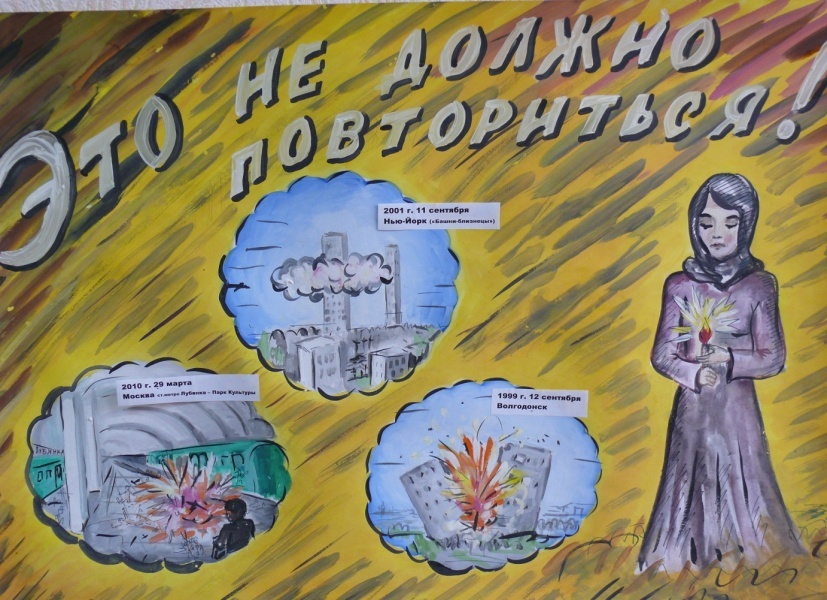 ЭТО НЕ ДОЛЖНО
ПОВТОРИТЬСЯ!
2001 г. 11 сентября
Нью-Йорк («Башни-близнецы»)
2010 г. 29 марта
Москва ст.метро Лубянка – Парк Культуры
1999 г. 12 сентября
Волгодонск